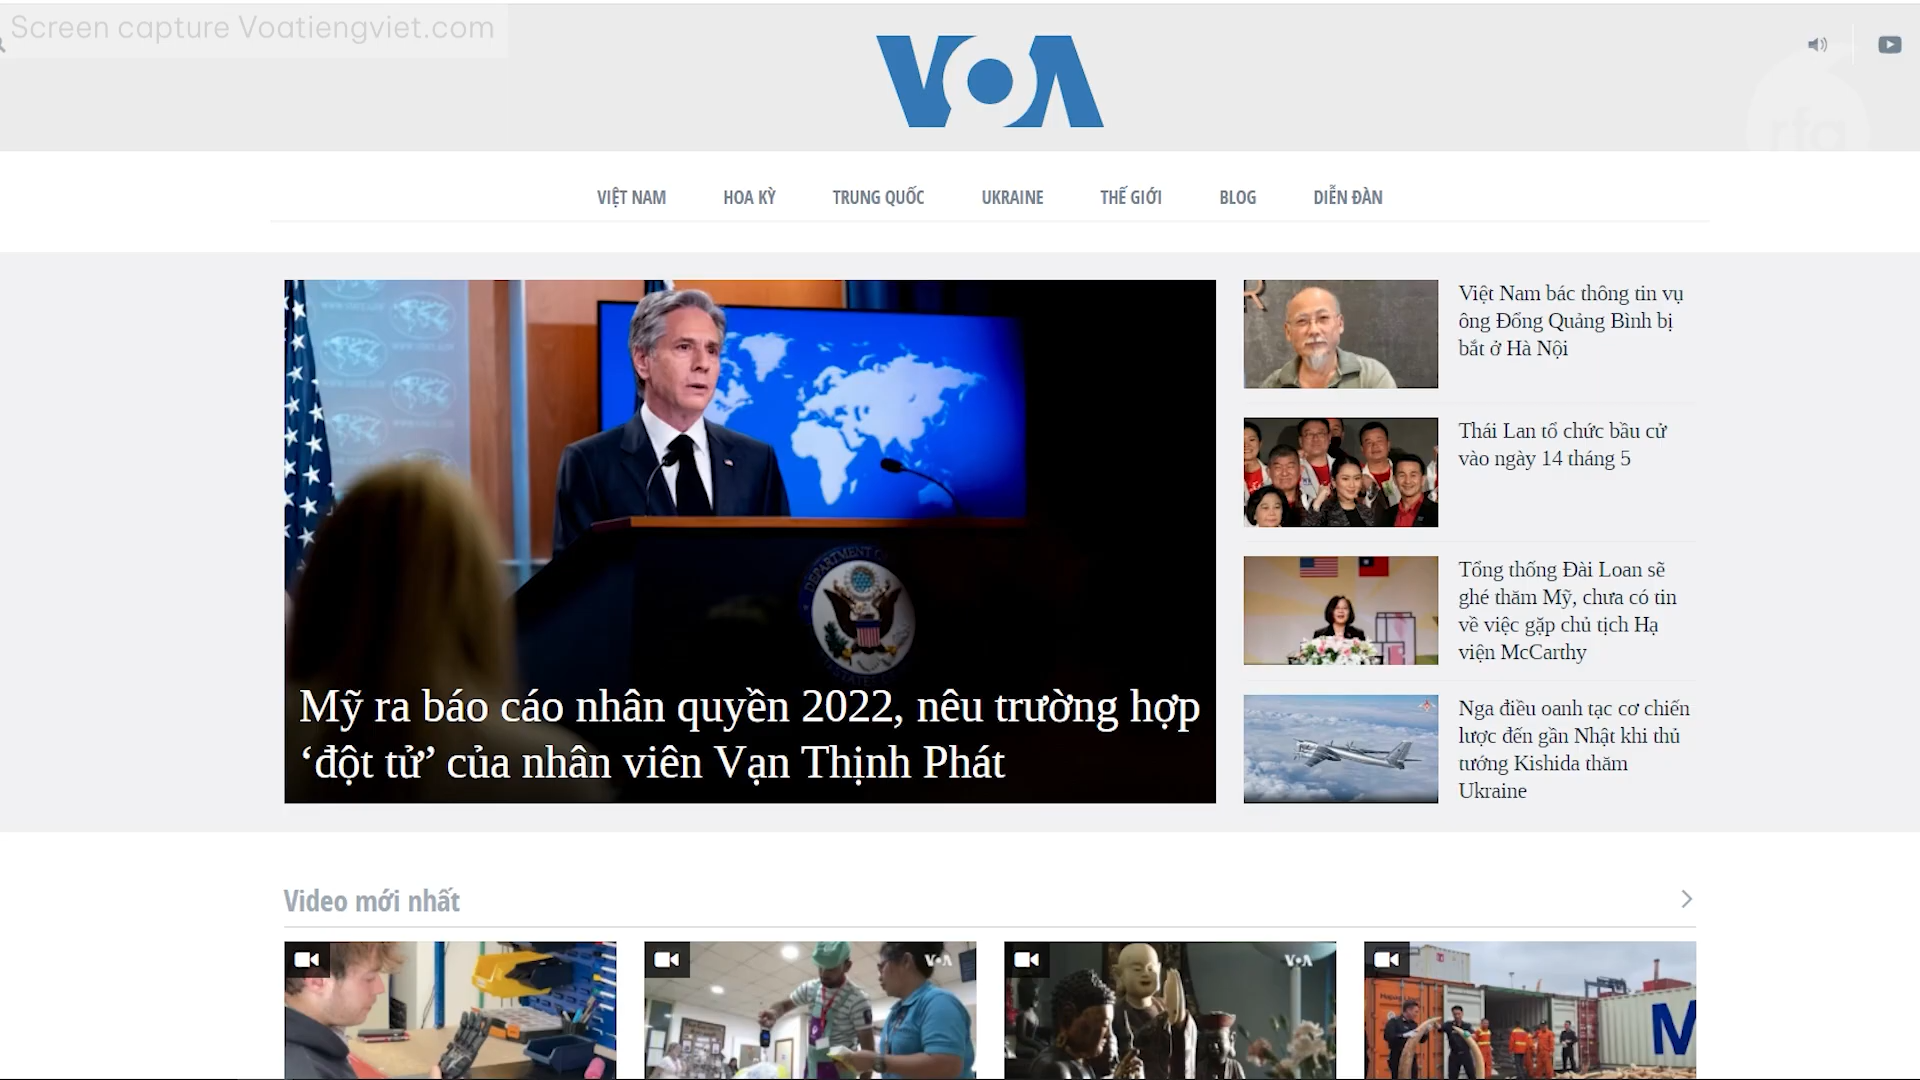 Screen capture Voatiengviet.com
VOA
rfa
VIỆT NAM HOA KỲ TRUNG QUỐC UKRAINE THẾ GIỚI BLOG DIỄN ĐÀN
Mỹ ra báo cáo nhân quyền 2022, nêu trường hợp
‘đột tử’ của nhân viên Vạn Thịnh Phát
Việt Nam bác thông tin vụ
ông Đổng Quảng Bình bị
bắt ở Hà Nội
Thái Lan tổ chức bầu cử
vào ngày 14 tháng 5
Tổng thống Đài Loan sẽ
ghé thăm Mỹ, chưa có tin
về việc gặp chủ tịch Hạ
viện McCarthy
Nga điều oanh tạc cơ chiến
lược đến gần Nhật khi thủ
tướng Kishida thăm
Ukraine
Video mới nhất
VOA
VOA